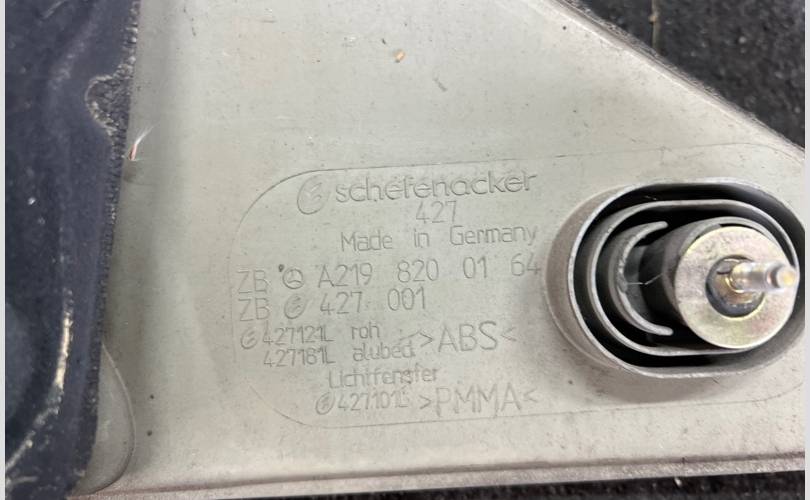 schefenacker
427
Made in Germany
ZB A219 820 01 64
ZB 427 001
427121L roh
427181L alubed. >ABS<
Lichtfenster
427101L >PMMA<